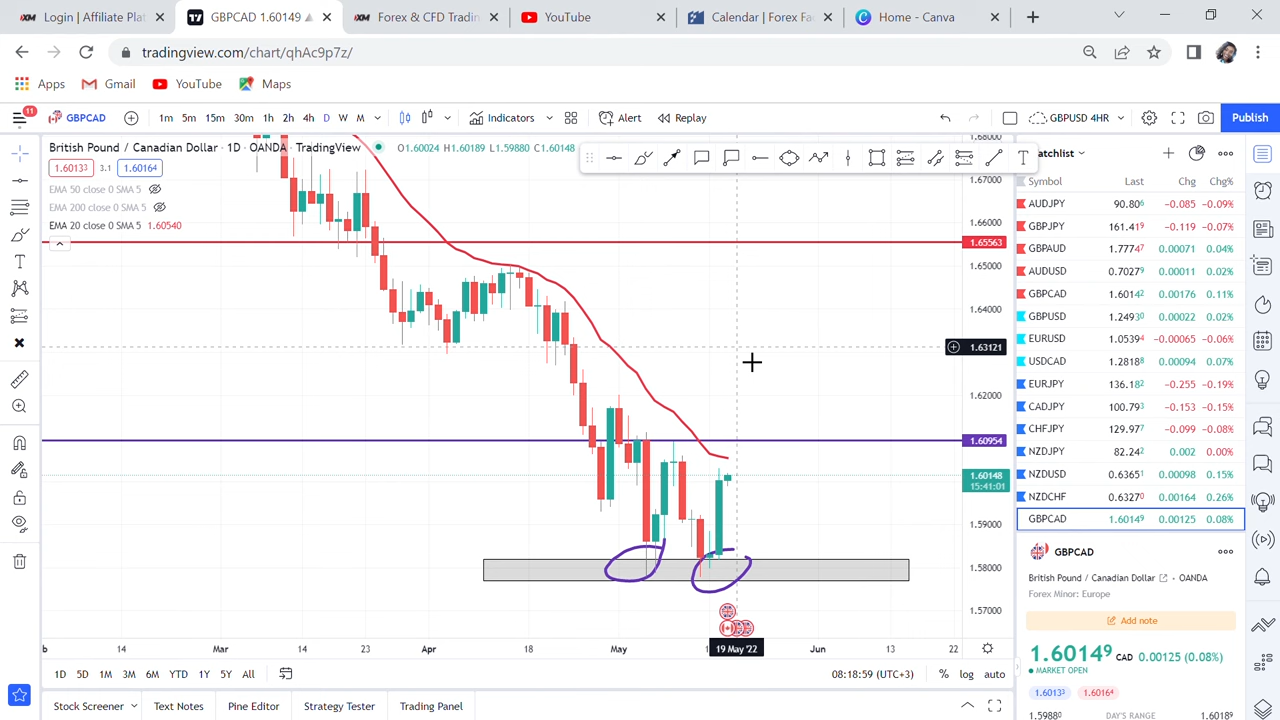 Login | Affiliate Plat
GBPCAD 1.60149
Forex & CFD Tradin
YouTube
Calendar | Forex Fa
Home - Canva
tradingview.com/chart/qhAc9p7z/
Apps
Gmail
YouTube
Maps
11
GBPCAD
1m 5m 15m 30m 1h 2h 4h D W M
Indicators
Alert
Replay
GBPUSD 4HR
Publish
British Pound / Canadian Dollar · 1D · OANDA · TradingView
O1.60024 H1.60189 L1.59880 C1.60148
1.60133 3.1 1.60164
EMA 50 close 0 SMA 5
EMA 200 close 0 SMA 5
EMA 20 close 0 SMA 5 1.60540
1.68000
1.67000
1.66000
1.65563
1.65000
1.64000
1.63121
1.62000
1.60954
1.60148
15:41:01
1.59000
1.58000
1.57000
b 14 Mar 14 23 Apr 18 May 1 19 May '22 Jun 13 22
1D 5D 1M 3M 6M YTD 1Y 5Y All
08:18:59 (UTC+3)
% log auto
Stock Screener
Text Notes
Pine Editor
Strategy Tester
Trading Panel
atchlist
Symbol Last Chg Chg%
AUDJPY 90.806 −0.085 −0.09%
GBPJPY 161.419 −0.119 −0.07%
GBPAUD 1.77747 0.00071 0.04%
AUDUSD 0.70279 0.00011 0.02%
GBPCAD 1.60142 0.00176 0.11%
GBPUSD 1.24930 0.00022 0.02%
EURUSD 1.05394 −0.00065 −0.06%
USDCAD 1.28188 0.00094 0.07%
EURJPY 136.182 −0.255 −0.19%
CADJPY 100.793 −0.153 −0.15%
CHFJPY 129.977 −0.099 −0.08%
NZDJPY 82.242 0.002 0.00%
NZDUSD 0.63651 0.00098 0.15%
NZDCHF 0.63270 0.00164 0.26%
GBPCAD 1.60149 0.00125 0.08%
GBPCAD
British Pound / Canadian Dollar · OANDA
Forex Minor: Europe
Add note
1.60149 CAD 0.00125 (0.08%)
MARKET OPEN
1.60133 1.60164
1.59880 DAY'S RANGE 1.60189